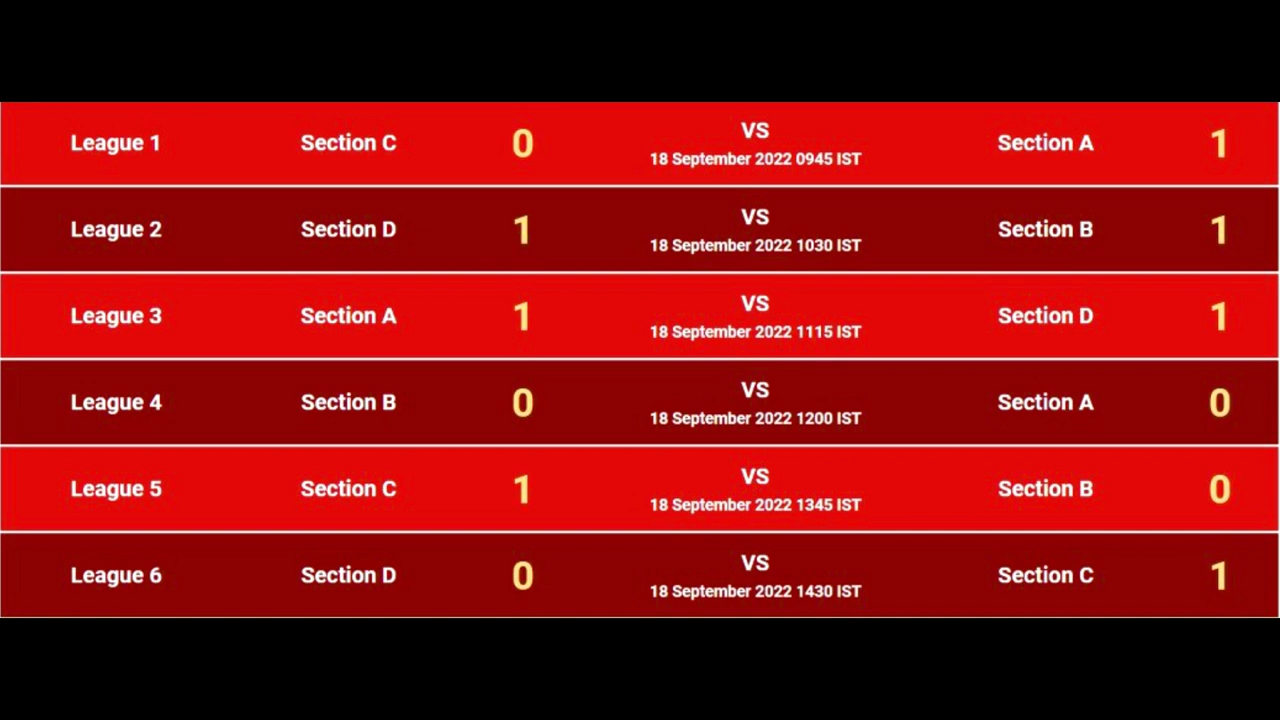 League 1 Section C 0 VS Section A 1
18 September 2022 0945 IST
League 2 Section D 1 VS Section B 1
18 September 2022 1030 IST
League 3 Section A 1 VS Section D 1
18 September 2022 1115 IST
League 4 Section B 0 VS Section A 0
18 September 2022 1200 IST
League 5 Section C 1 VS Section B 0
18 September 2022 1345 IST
League 6 Section D 0 VS Section C 1
18 September 2022 1430 IST